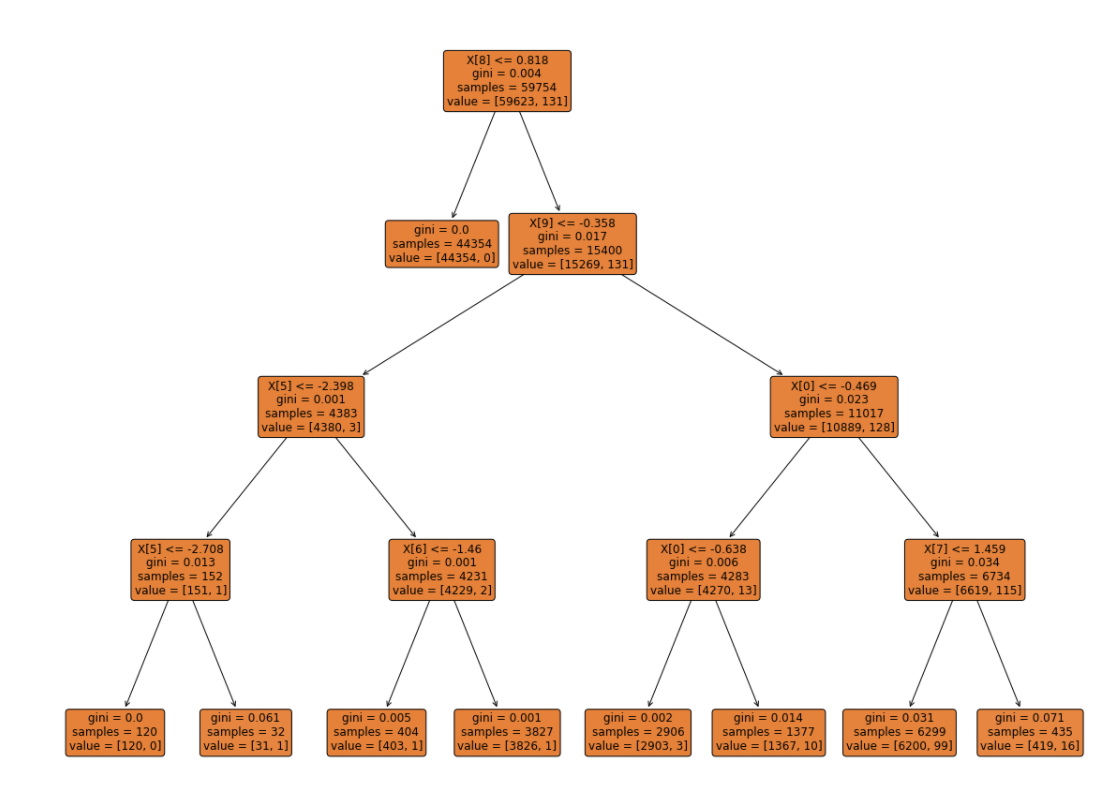 X[8] <= 0.818
gini = 0.004
samples = 59754
value = [59623, 131]
gini = 0.0
samples = 44354
value = [44354, 0]
X[9] <= -0.358
gini = 0.017
samples = 15400
value = [15269, 131]
X[5] <= -2.398
gini = 0.001
samples = 4383
value = [4380, 3]
X[0] <= -0.469
gini = 0.023
samples = 11017
value = [10889, 128]
X[5] <= -2.708
gini = 0.013
samples = 152
value = [151, 1]
X[6] <= -1.46
gini = 0.001
samples = 4231
value = [4229, 2]
X[0] <= -0.638
gini = 0.006
samples = 4283
value = [4270, 13]
X[7] <= 1.459
gini = 0.034
samples = 6734
value = [6619, 115]
gini = 0.0
samples = 120
value = [120, 0]
gini = 0.061
samples = 32
value = [31, 1]
gini = 0.005
samples = 404
value = [403, 1]
gini = 0.001
samples = 3827
value = [3826, 1]
gini = 0.002
samples = 2906
value = [2903, 3]
gini = 0.014
samples = 1377
value = [1367, 10]
gini = 0.031
samples = 6299
value = [6200, 99]
gini = 0.071
samples = 435
value = [419, 16]